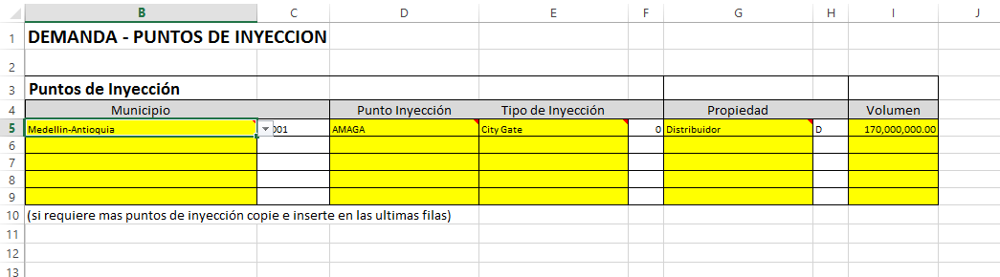 B C D E F G H I J
1 DEMANDA - PUNTOS DE INYECCION
2
3 Puntos de Inyección
4 Municipio Punto Inyección Tipo de Inyección Propiedad Volumen
5 Medellin-Antioquia 001 AMAGA City Gate 0 Distribuidor D 170,000,000.00
6
7
8
9
10 (si requiere mas puntos de inyección copie e inserte en las ultimas filas)
11
12
13